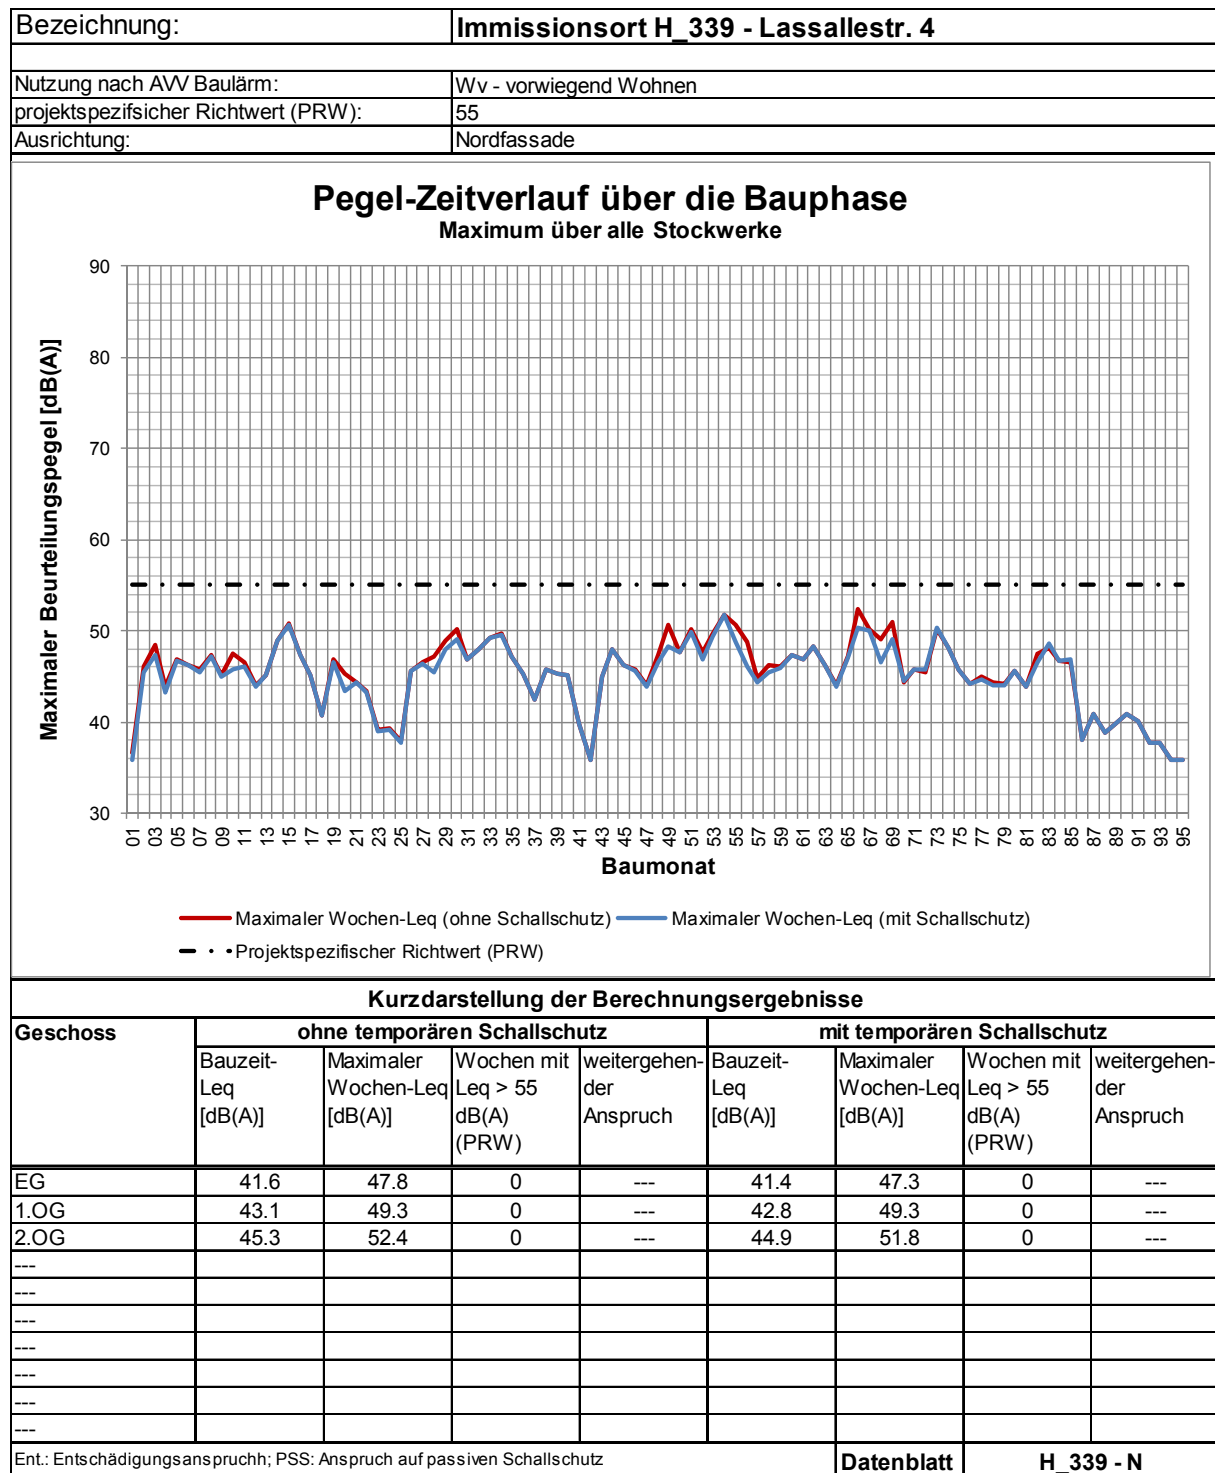 Bezeichnung: Immissionsort H_339 - Lassallestr. 4
Nutzung nach AVV Baulärm: Wv - vorwiegend Wohnen
projektspezifsicher Richtwert (PRW): 55
Ausrichtung: Nordfassade
Pegel-Zeitverlauf über die Bauphase
Maximum über alle Stockwerke
Maximaler Beurteilungspegel [dB(A)]
90
80
70
60
50
40
30
01 03 05 07 09 11 13 15 17 19 21 23 25 27 29 31 33 35 37 39 41 43 45 47 49 51 53 55 57 59 61 63 65 67 69 71 73 75 77 79 81 83 85 87 89 91 93 95
Baumonat
Maximaler Wochen-Leq (ohne Schallschutz) Maximaler Wochen-Leq (mit Schallschutz)
Projektspezifischer Richtwert (PRW)
Kurzdarstellung der Berechnungsergebnisse
Geschoss ohne temporären Schallschutz mit temporären Schallschutz
Bauzeit- Maximaler Wochen mit weitergehen- Bauzeit- Maximaler Wochen mit weitergehen-
Leq Wochen-Leq Leq > 55 der Leq Wochen-Leq Leq > 55 der
[dB(A)] [dB(A)] dB(A) Anspruch [dB(A)] [dB(A)] dB(A) Anspruch
(PRW) (PRW)
EG 41.6 47.8 0 --- 41.4 47.3 0 ---
1.OG 43.1 49.3 0 --- 42.8 49.3 0 ---
2.OG 45.3 52.4 0 --- 44.9 51.8 0 ---
---
---
---
---
---
---
---
Ent.: Entschädigungsanspruchh; PSS: Anspruch auf passiven Schallschutz Datenblatt H_339 - N